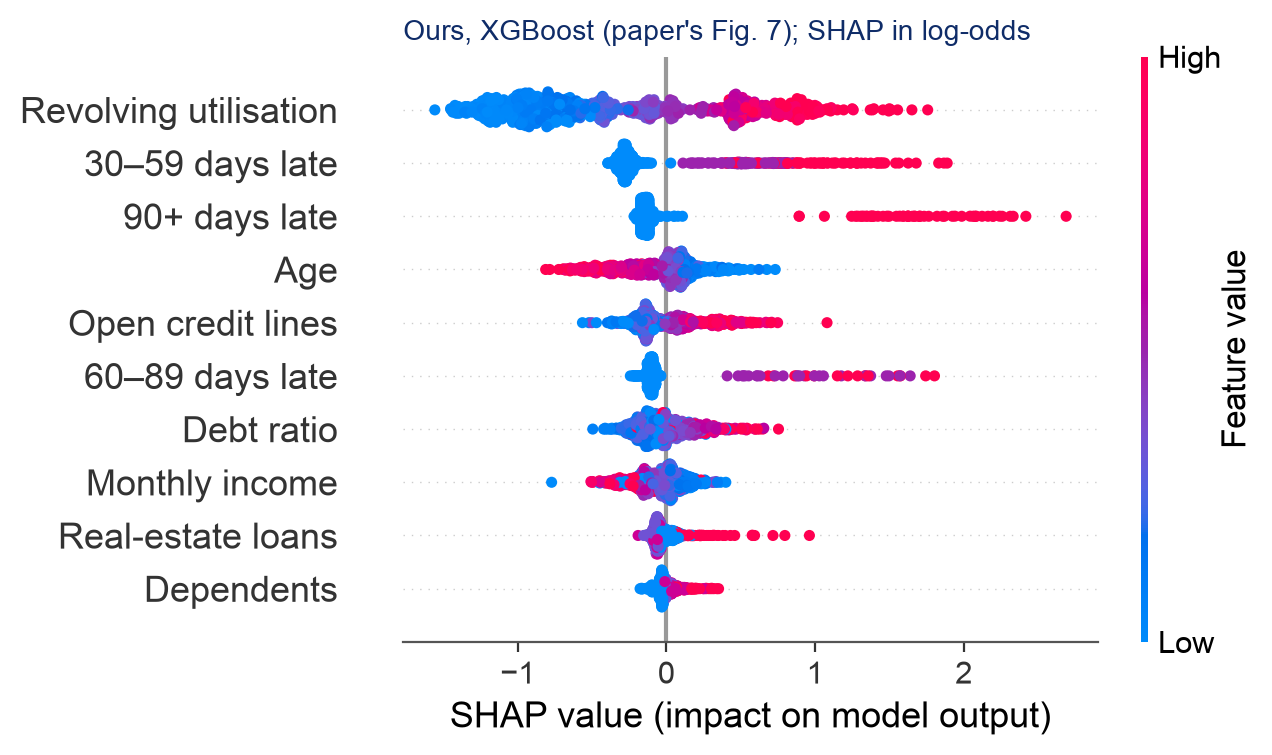 Ours, XGBoost (paper's Fig. 7); SHAP in log-odds
High
Revolving utilisation
30–59 days late
90+ days late
Age
Open credit lines
60–89 days late
Debt ratio
Monthly income
Real-estate loans
Dependents
Feature value
Low
−1 0 1 2
SHAP value (impact on model output)